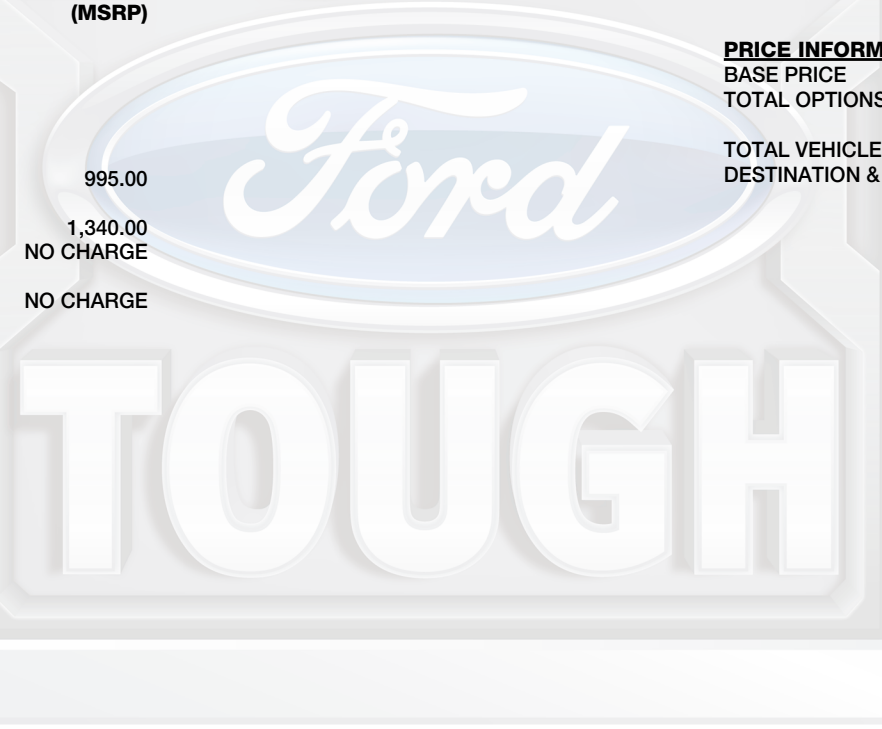 (MSRP)
995.00
1,340.00
NO CHARGE
NO CHARGE
PRICE INFORM
BASE PRICE
TOTAL OPTIONS
TOTAL VEHICLE
DESTINATION &
Ford
TOUGH